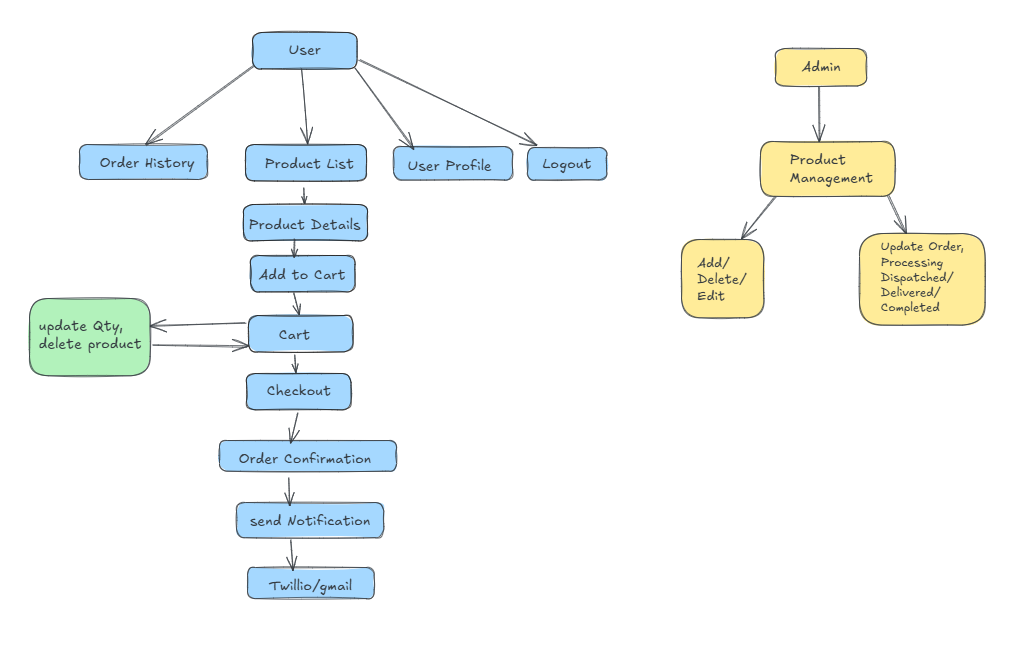 User
Admin
Order History
Product List
User Profile
Logout
Product
Management
Product Details
Add to Cart
Add/
Delete/
Edit
Update Order,
Processing
Dispatched/
Delivered/
Completed
update Qty,
delete product
Cart
Checkout
Order Confirmation
send Notification
Twillio/gmail